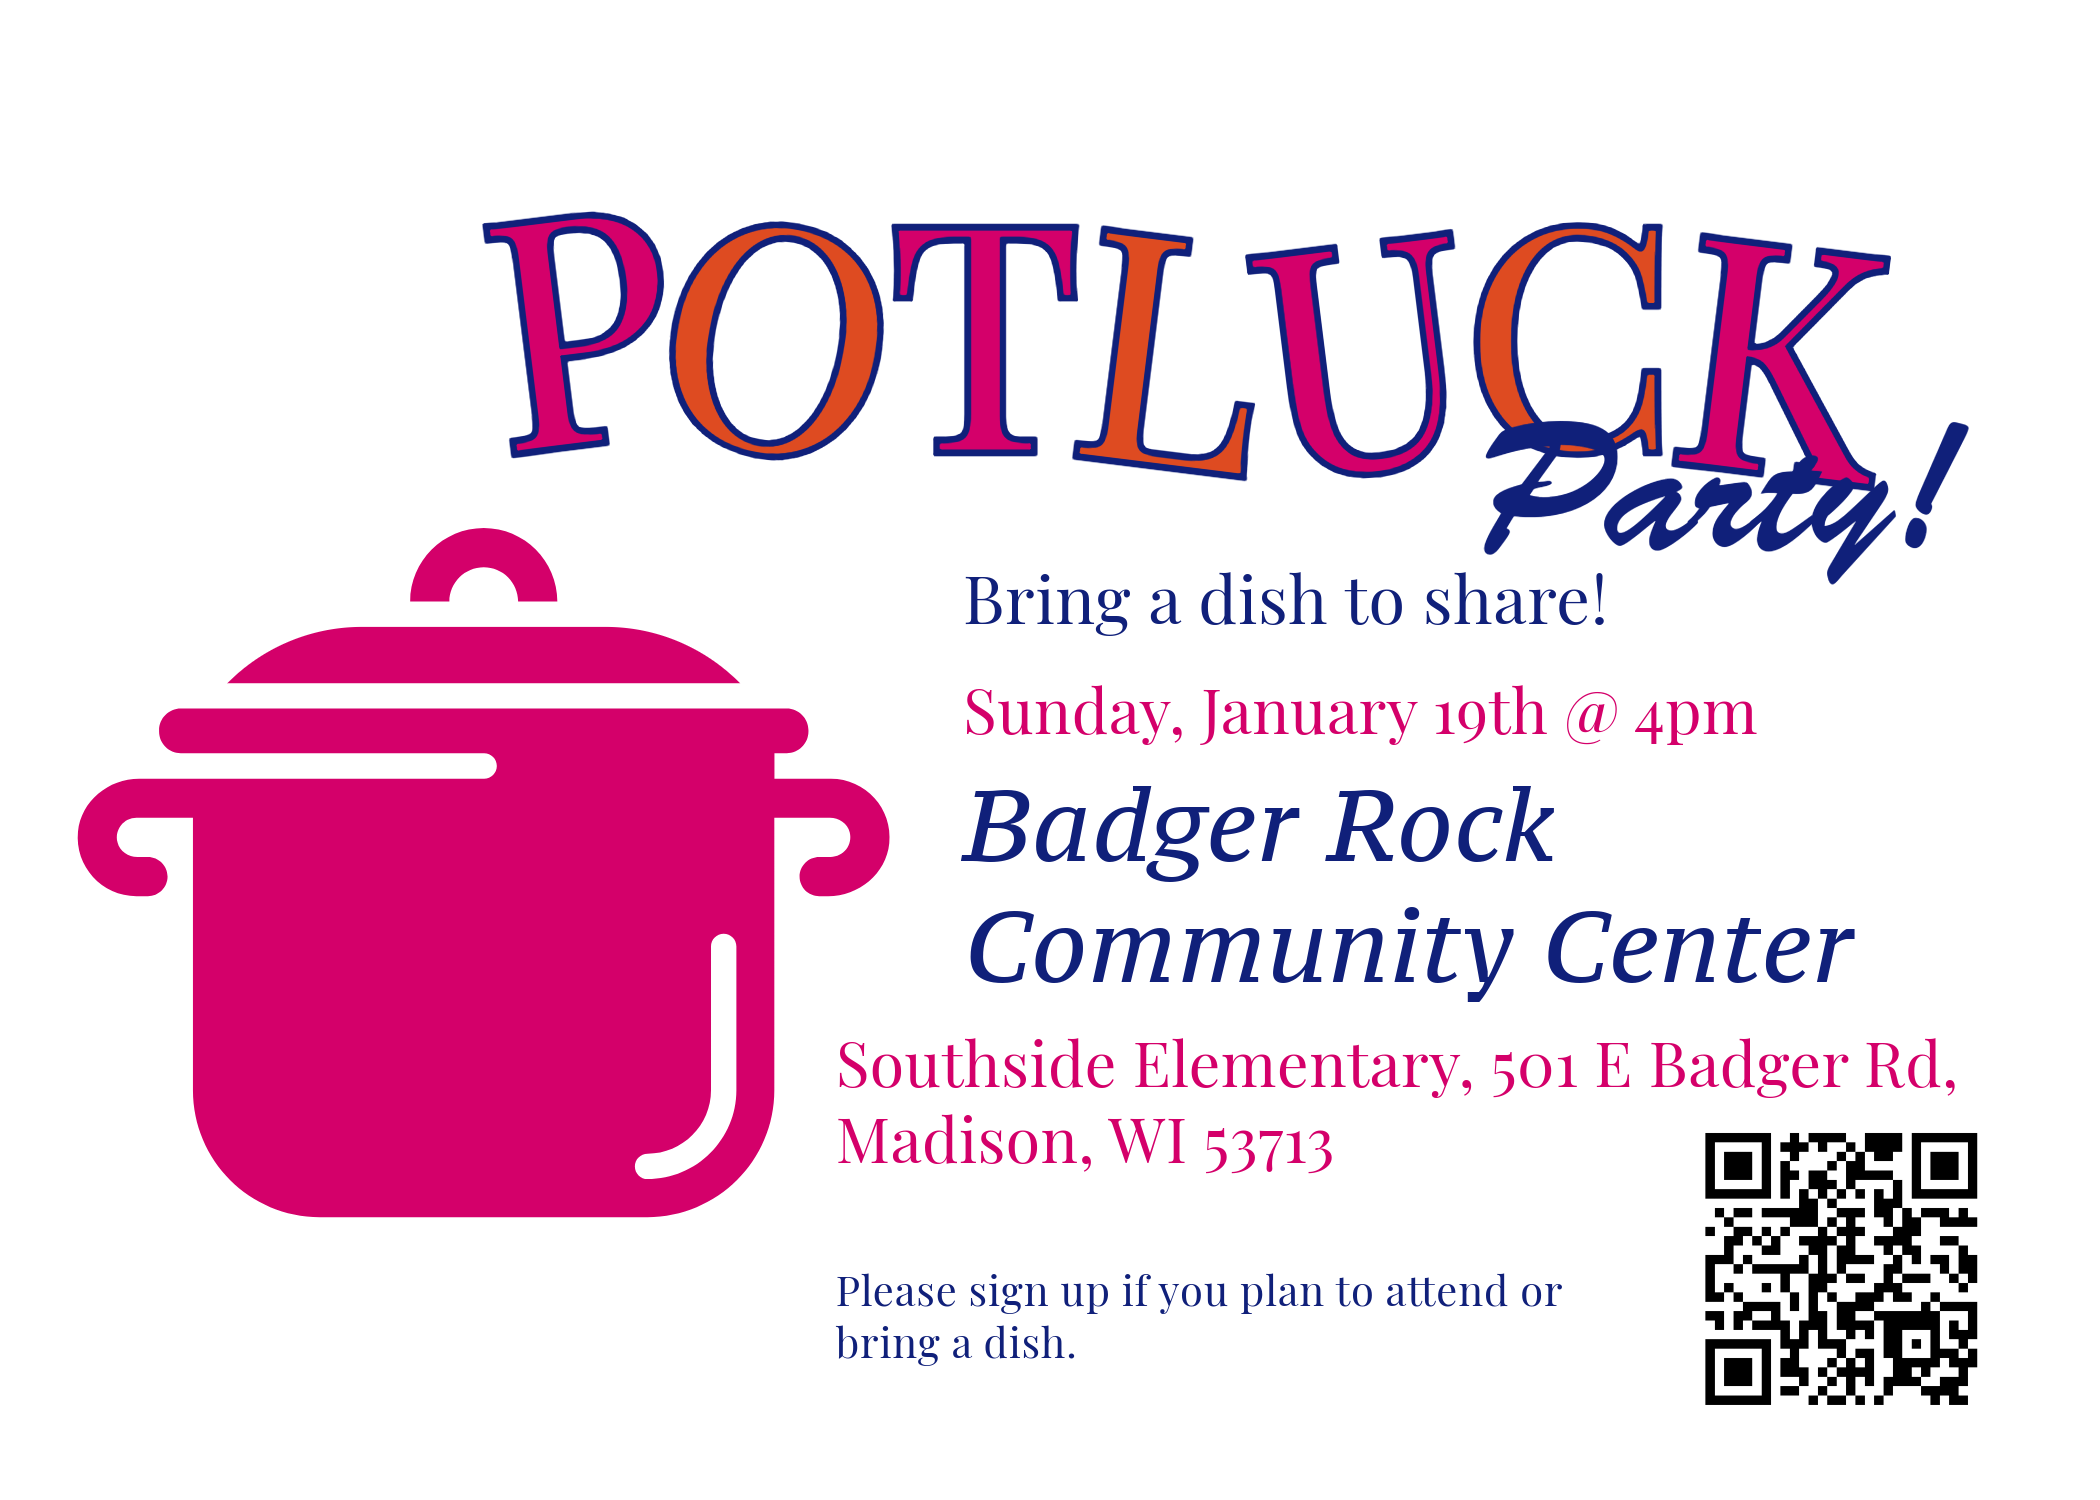 POTLUCK
Party!
Bring a dish to share!
Sunday, January 19th @ 4pm
Badger Rock
Community Center
Southside Elementary, 501 E Badger Rd,
Madison, WI 53713
Please sign up if you plan to attend or
bring a dish.